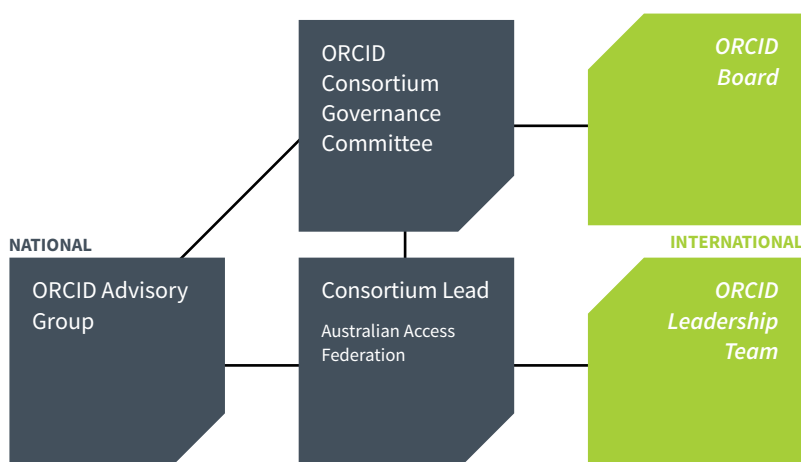 ORCID
Consortium
Governance
Committee
ORCID
Board
NATIONAL
INTERNATIONAL
ORCID Advisory
Group
Consortium Lead
Australian Access
Federation
ORCID
Leadership
Team